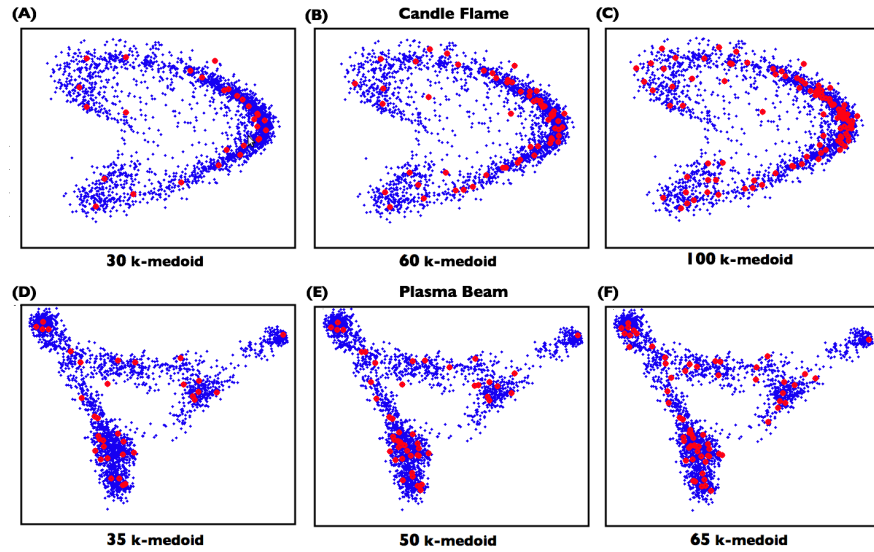 (A) (B) Candle Flame (C)
30 k-medoid 60 k-medoid 100 k-medoid
(D) (E) Plasma Beam (F)
35 k-medoid 50 k-medoid 65 k-medoid